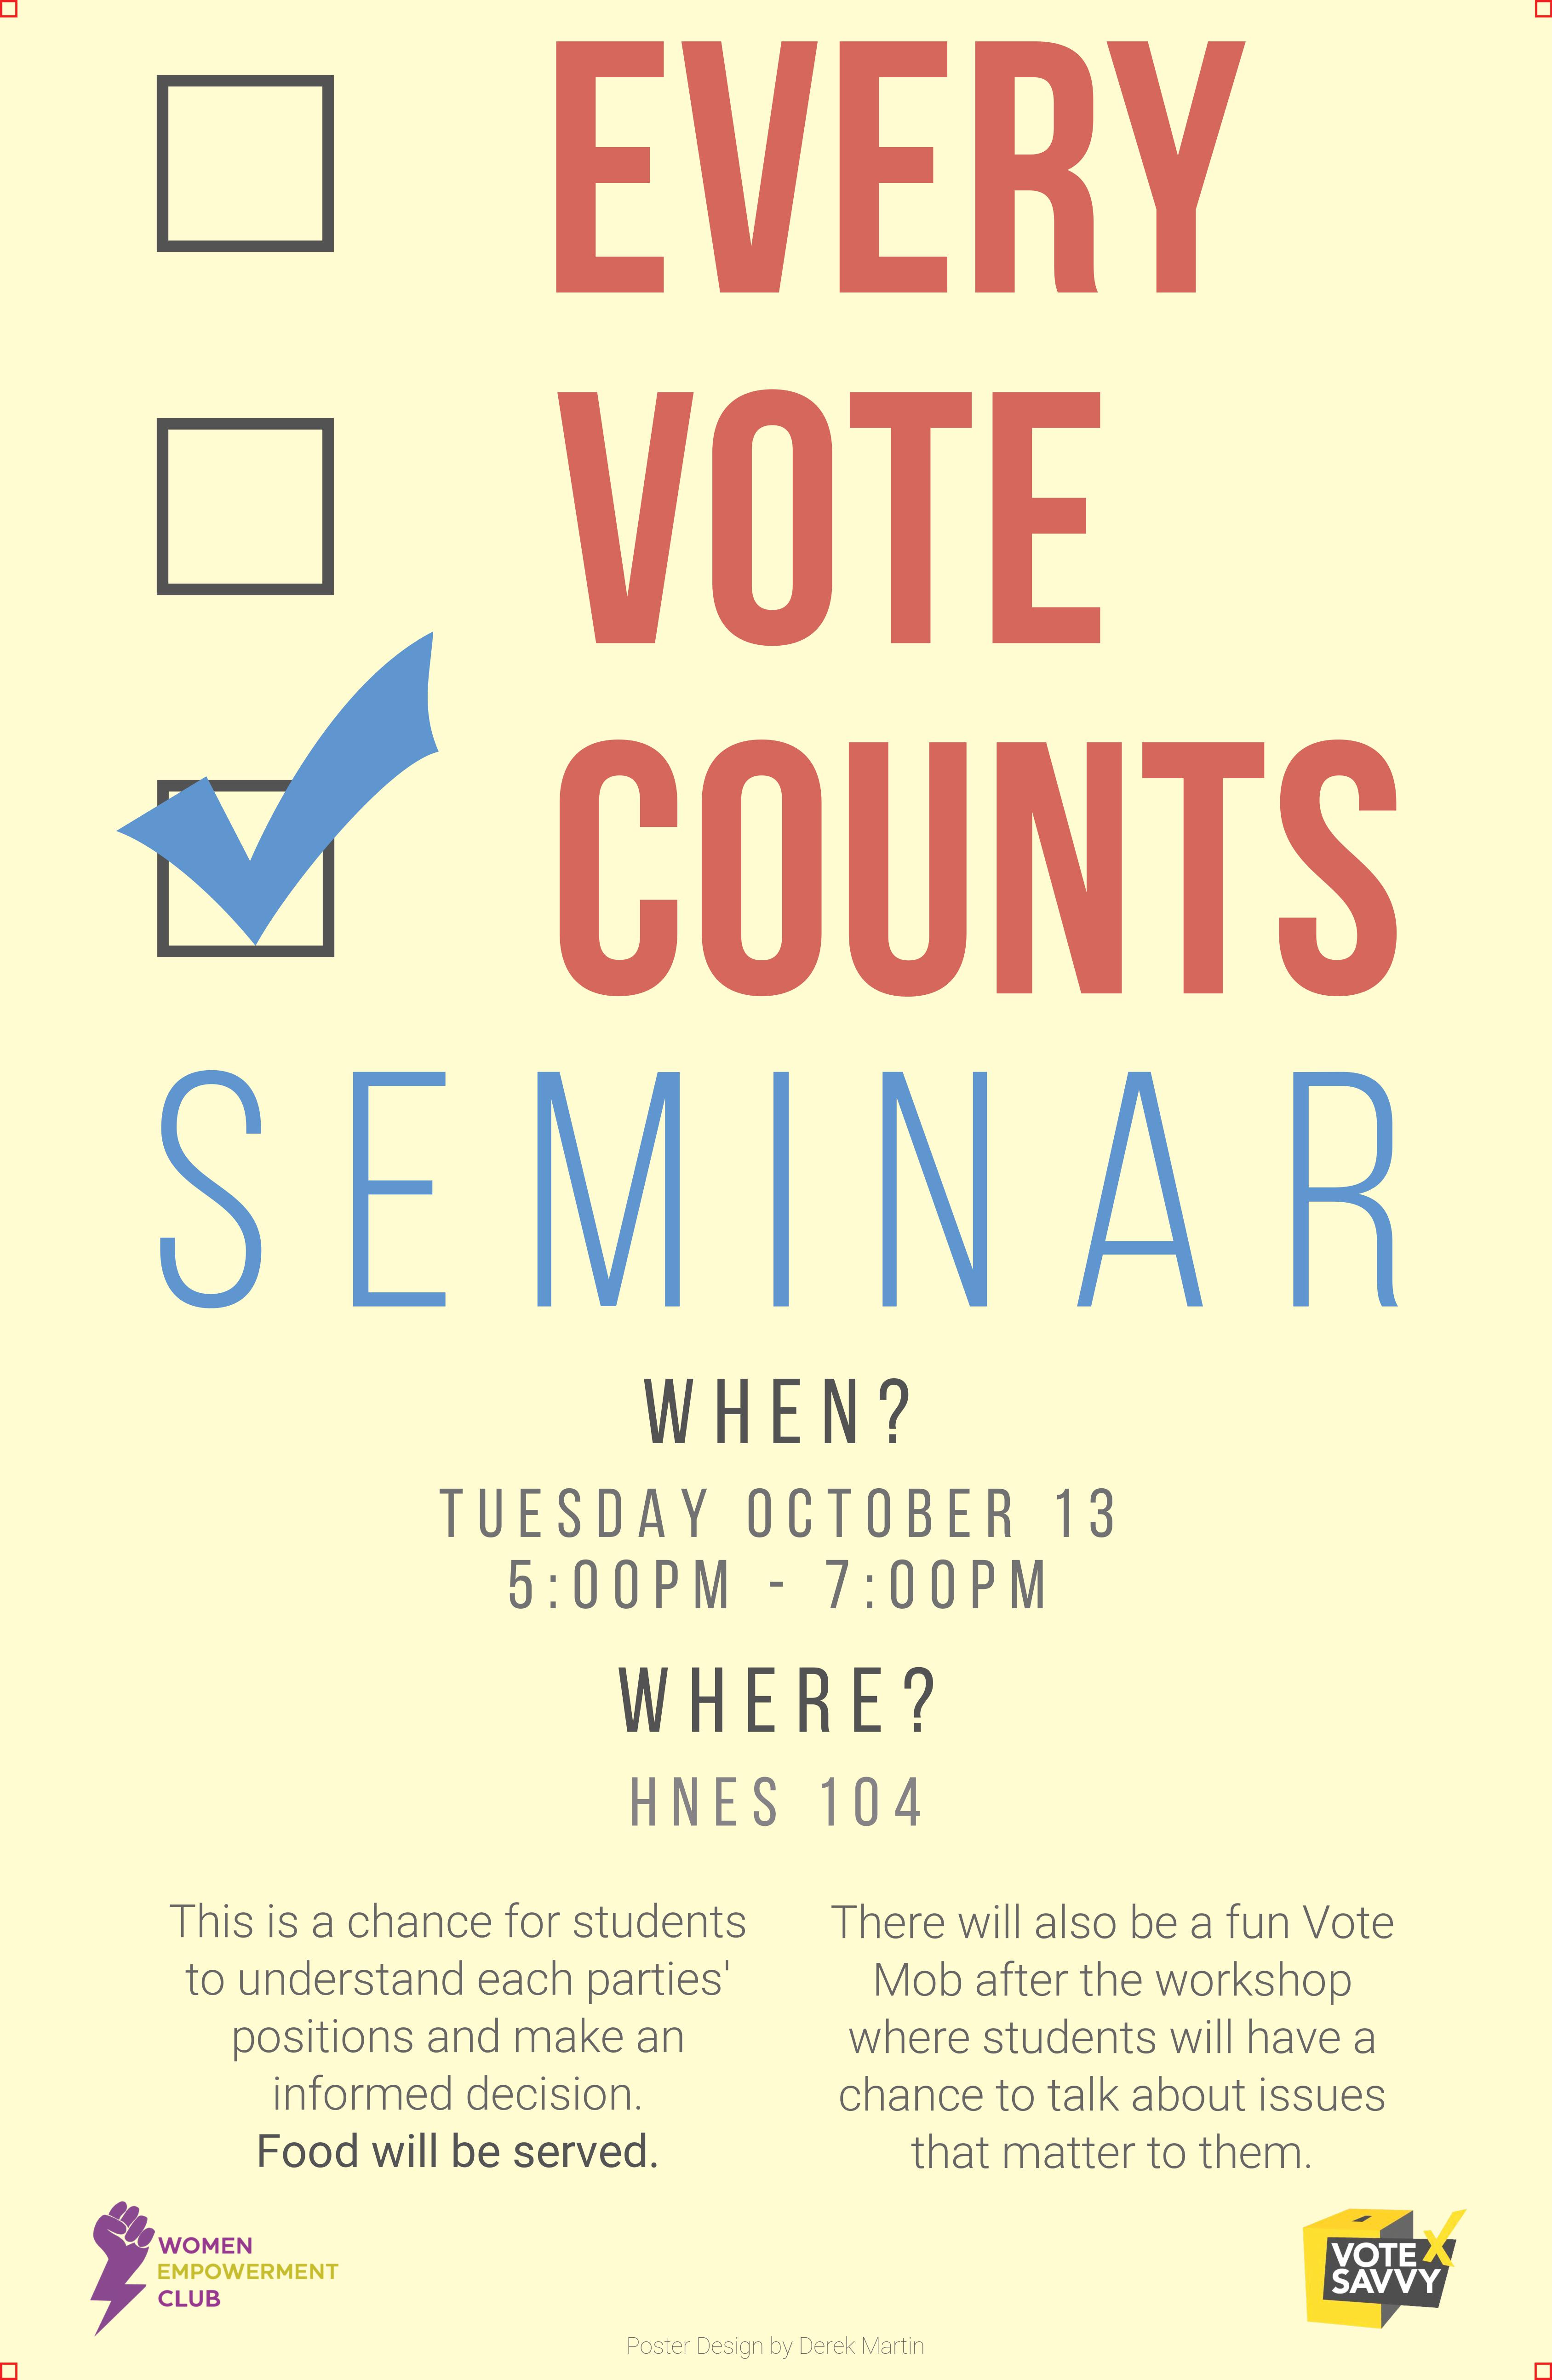 EVERY
VOTE
COUNTS
SEMINAR
WHEN?
TUESDAY OCTOBER 13
5:00PM - 7:00PM
WHERE?
HNES 104
This is a chance for students
to understand each parties'
positions and make an
informed decision.
Food will be served.
There will also be a fun Vote
Mob after the workshop
where students will have a
chance to talk about issues
that matter to them.
WOMEN
EMPOWERMENT
CLUB
VOTE
SAVVY
Poster Design by Derek Martin